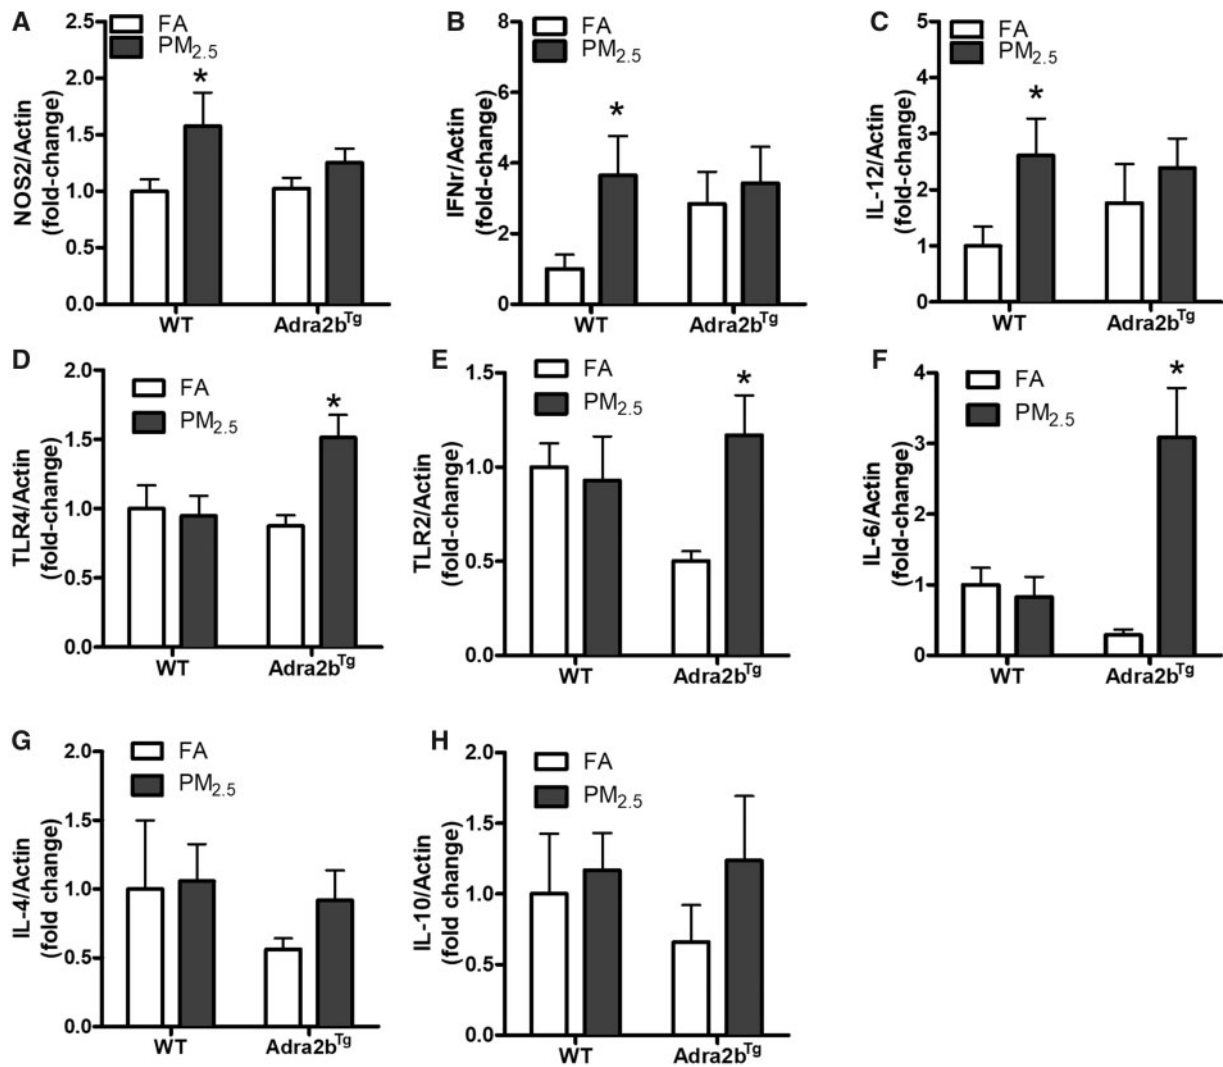 A
FA
PM2.5
NOS2/Actin
(fold-change)
2.5
2.0
1.5
1.0
0.5
0.0
*
WT
Adra2bTg
B
FA
PM2.5
IFNr/Actin
(fold-change)
8
6
4
2
0
*
WT
Adra2bTg
C
FA
PM2.5
IL-12/Actin
(fold-change)
5
4
3
2
1
0
*
WT
Adra2bTg
D
FA
PM2.5
TLR4/Actin
(fold-change)
2.0
1.5
1.0
0.5
0.0
*
WT
Adra2bTg
E
FA
PM2.5
TLR2/Actin
(fold-change)
1.5
1.0
0.5
0.0
*
WT
Adra2bTg
F
FA
PM2.5
IL-6/Actin
(fold-change)
4
3
2
1
0
*
WT
Adra2bTg
G
FA
PM2.5
IL-4/Actin
(fold change)
2.0
1.5
1.0
0.5
0.0
WT
Adra2bTg
H
FA
PM2.5
IL-10/Actin
(fold change)
2.0
1.5
1.0
0.5
0.0
WT
Adra2bTg